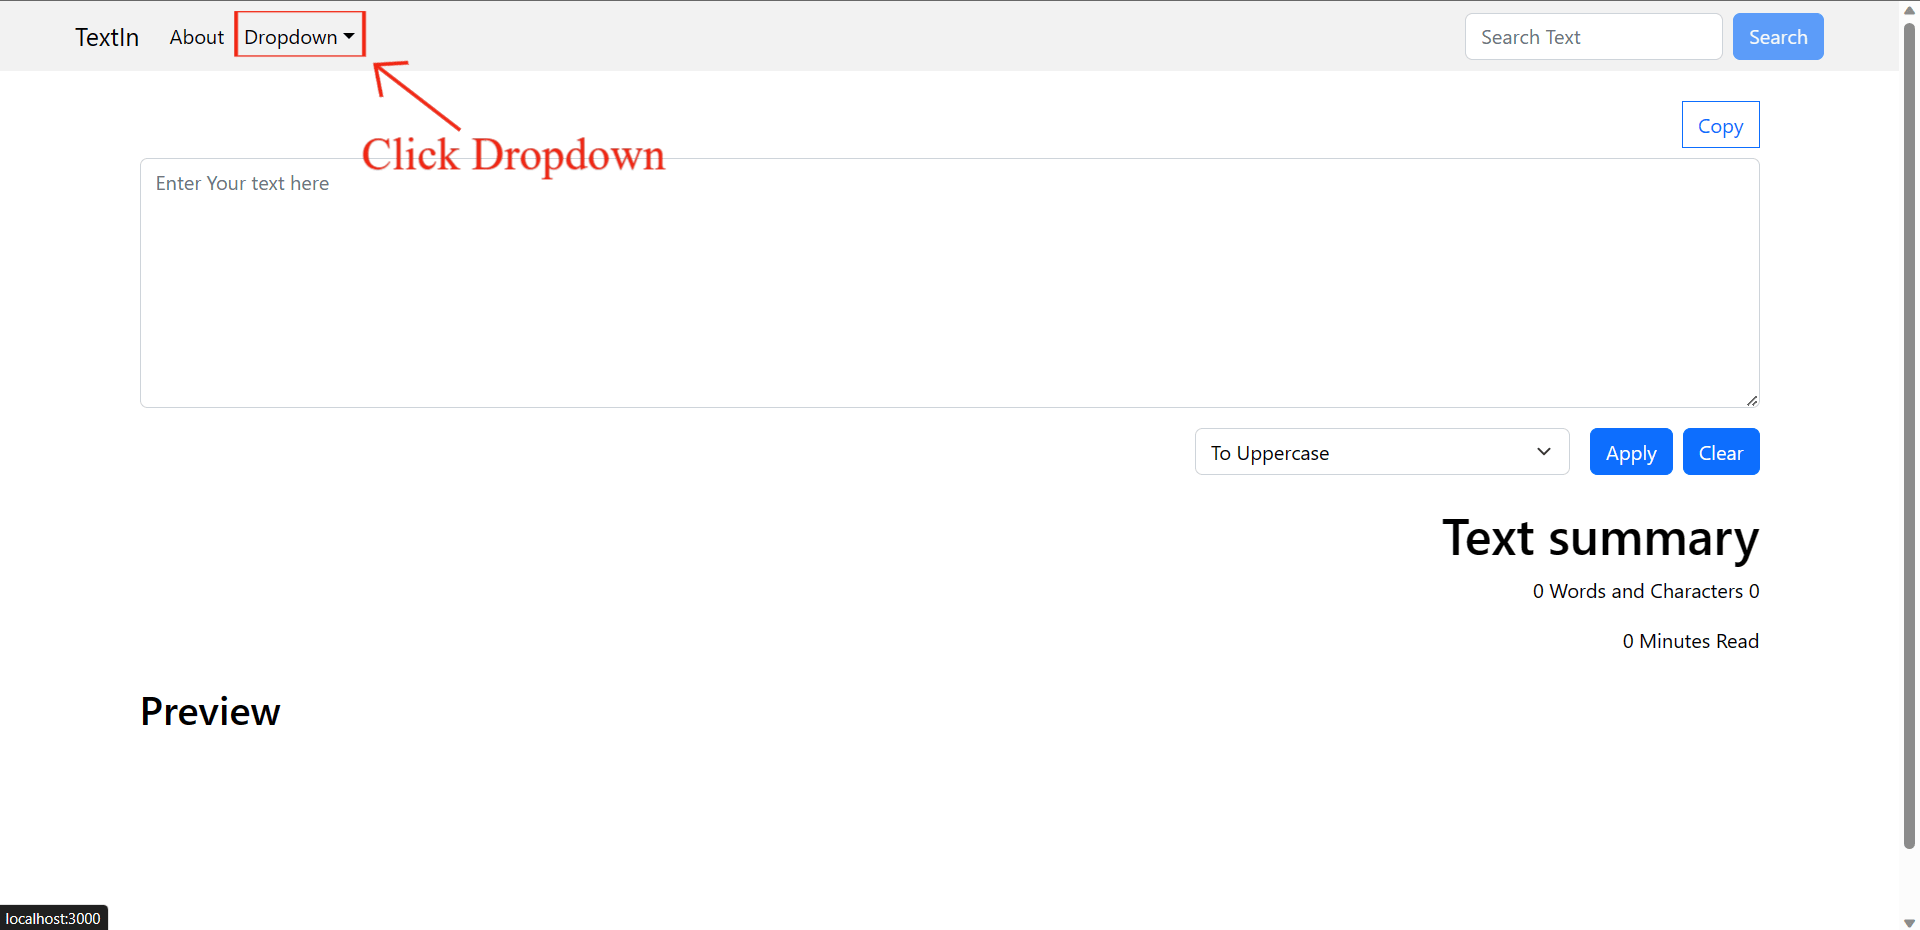 TextIn About Dropdown Search Text Search
Copy
Click Dropdown
Enter Your text here
To Uppercase Apply Clear
Text summary
0 Words and Characters 0
0 Minutes Read
Preview
localhost:3000